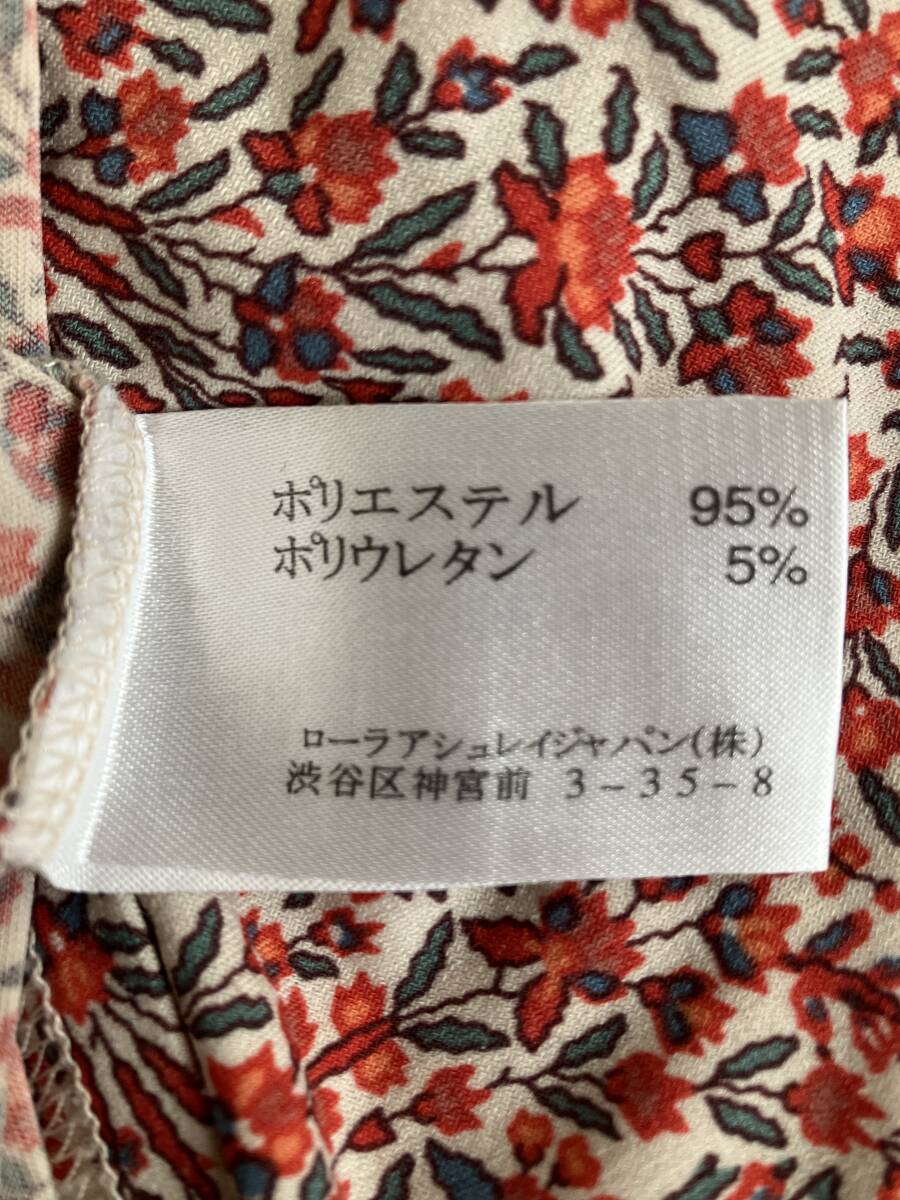 ポリエステル 95%
ポリウレタン 5%
ローラアシュレイジャパン(株)
渋谷区神宮前 3-35-8